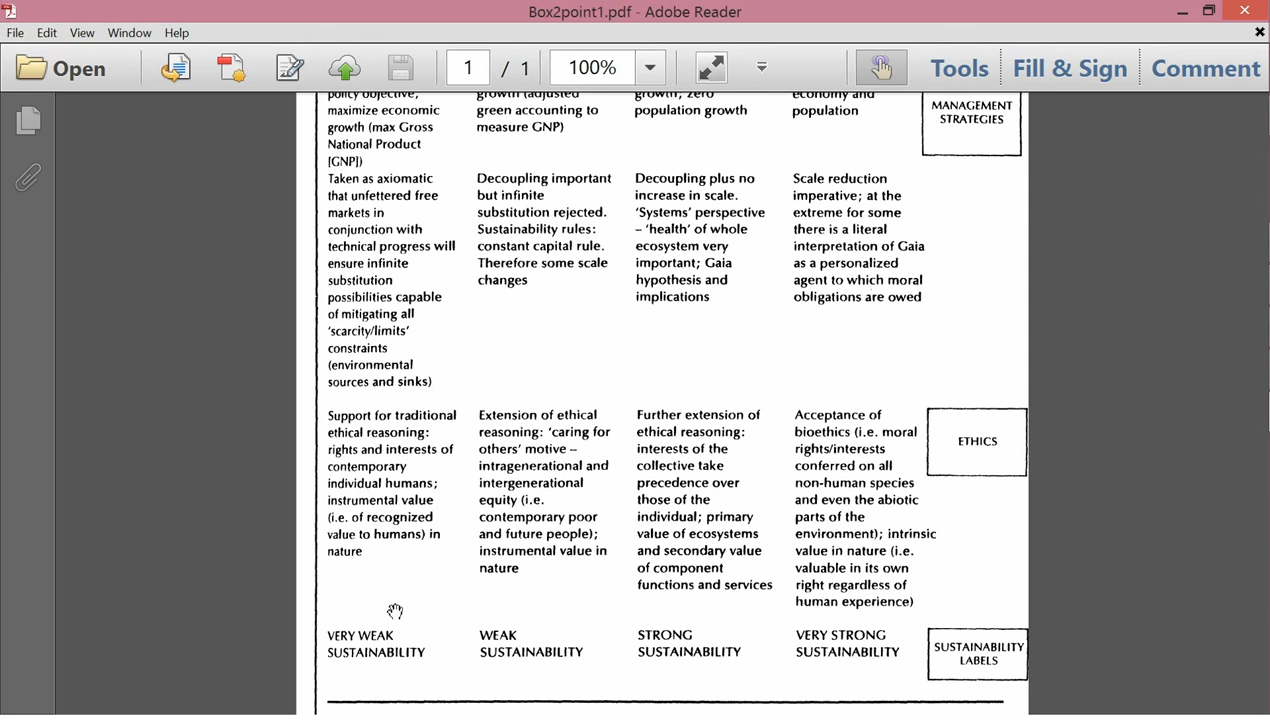 Box2point1.pdf - Adobe Reader
File Edit View Window Help
Open 1 / 1 100% Tools Fill & Sign Comment
policy objective,
maximize economic
growth (max Gross
National Product
[GNP])
growth (adjusted
green accounting to
measure GNP)
growth; zero
population growth
economy and
population
MANAGEMENT
STRATEGIES
Taken as axiomatic
that unfettered free
markets in
conjunction with
technical progress will
ensure infinite
substitution
possibilities capable
of mitigating all
‘scarcity/limits’
constraints
(environmental
sources and sinks)
Decoupling important
but infinite
substitution rejected.
Sustainability rules:
constant capital rule.
Therefore some scale
changes
Decoupling plus no
increase in scale.
‘Systems’ perspective
– ‘health’ of whole
ecosystem very
important; Gaia
hypothesis and
implications
Scale reduction
imperative; at the
extreme for some
there is a literal
interpretation of Gaia
as a personalized
agent to which moral
obligations are owed
Support for traditional
ethical reasoning:
rights and interests of
contemporary
individual humans;
instrumental value
(i.e. of recognized
value to humans) in
nature
Extension of ethical
reasoning: ‘caring for
others’ motive –
intragenerational and
intergenerational
equity (i.e.
contemporary poor
and future people);
instrumental value in
nature
Further extension of
ethical reasoning:
interests of the
collective take
precedence over
those of the
individual; primary
value of ecosystems
and secondary value
of component
functions and services
Acceptance of
bioethics (i.e. moral
rights/interests
conferred on all
non-human species
and even the abiotic
parts of the
environment); intrinsic
value in nature (i.e.
valuable in its own
right regardless of
human experience)
ETHICS
VERY WEAK
SUSTAINABILITY
WEAK
SUSTAINABILITY
STRONG
SUSTAINABILITY
VERY STRONG
SUSTAINABILITY
SUSTAINABILITY
LABELS